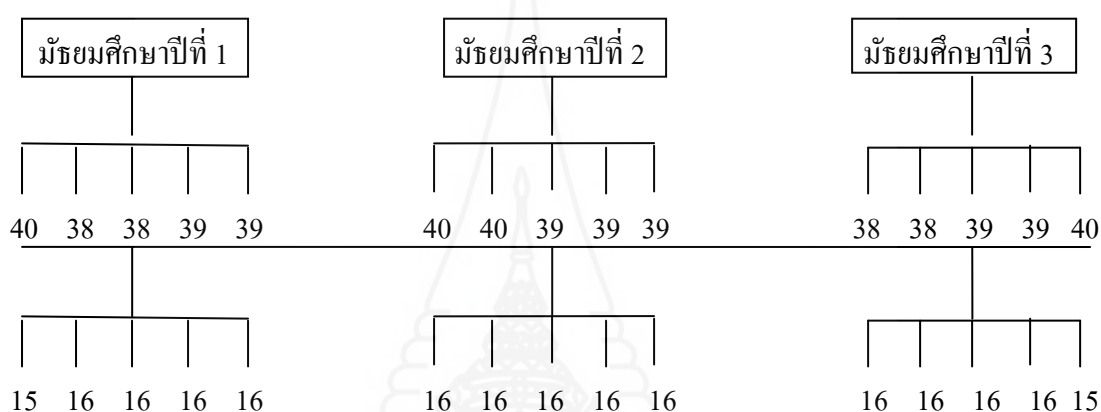 มัธยมศึกษาปีที่ 1 มัธยมศึกษาปีที่ 2 มัธยมศึกษาปีที่ 3
40 38 38 39 39 40 40 39 39 39 38 38 39 39 40
15 16 16 16 16 16 16 16 16 16 16 16 16 16 15